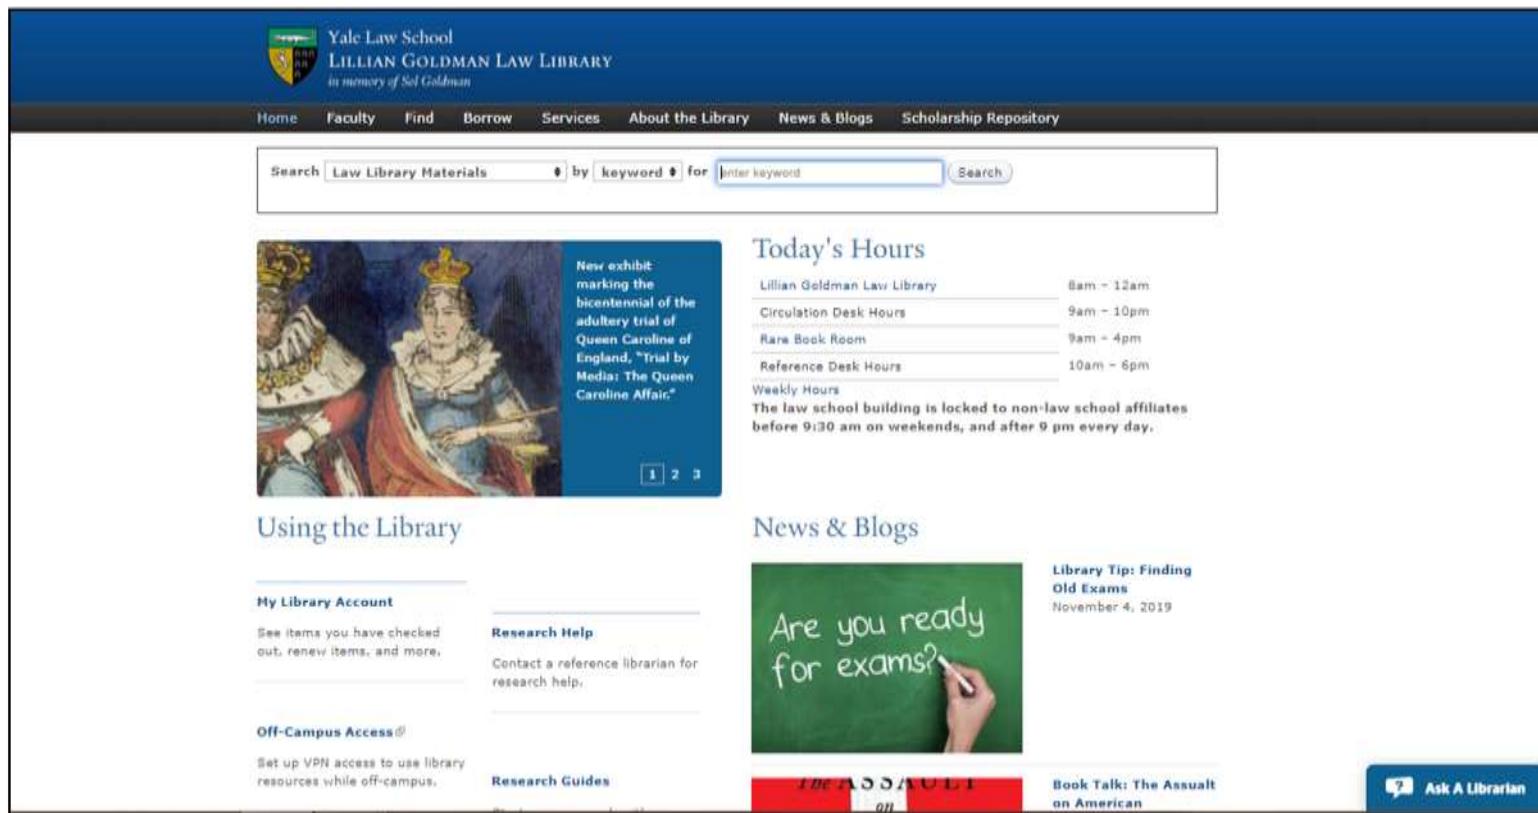 Yale Law School
LILLIAN GOLDMAN LAW LIBRARY
in memory of Sol Goldman
Home Faculty Find Borrow Services About the Library News & Blogs Scholarship Repository
Search Law Library Materials by keyword for enter keyword Search
New exhibit
marking the
bicentennial of the
adultery trial of
Queen Caroline of
England, "Trial by
Media: The Queen
Caroline Affair."
1 2 3
Today's Hours
Lillian Goldman Law Library 8am - 12am
Circulation Desk Hours 9am - 10pm
Rare Book Room 9am - 4pm
Reference Desk Hours 10am - 6pm
Weekly Hours
The law school building is locked to non-law school affiliates
before 9:30 am on weekends, and after 9 pm every day.
Using the Library
My Library Account
See items you have checked
out, renew items, and more.
Off-Campus Access
Set up VPN access to use library
resources while off-campus.
Research Help
Contact a reference librarian for
research help.
Research Guides
News & Blogs
Are you ready
for exams?
Library Tip: Finding
Old Exams
November 4, 2019
The ASSAULT
on
Book Talk: The Assualt
on American
Ask A Librarian